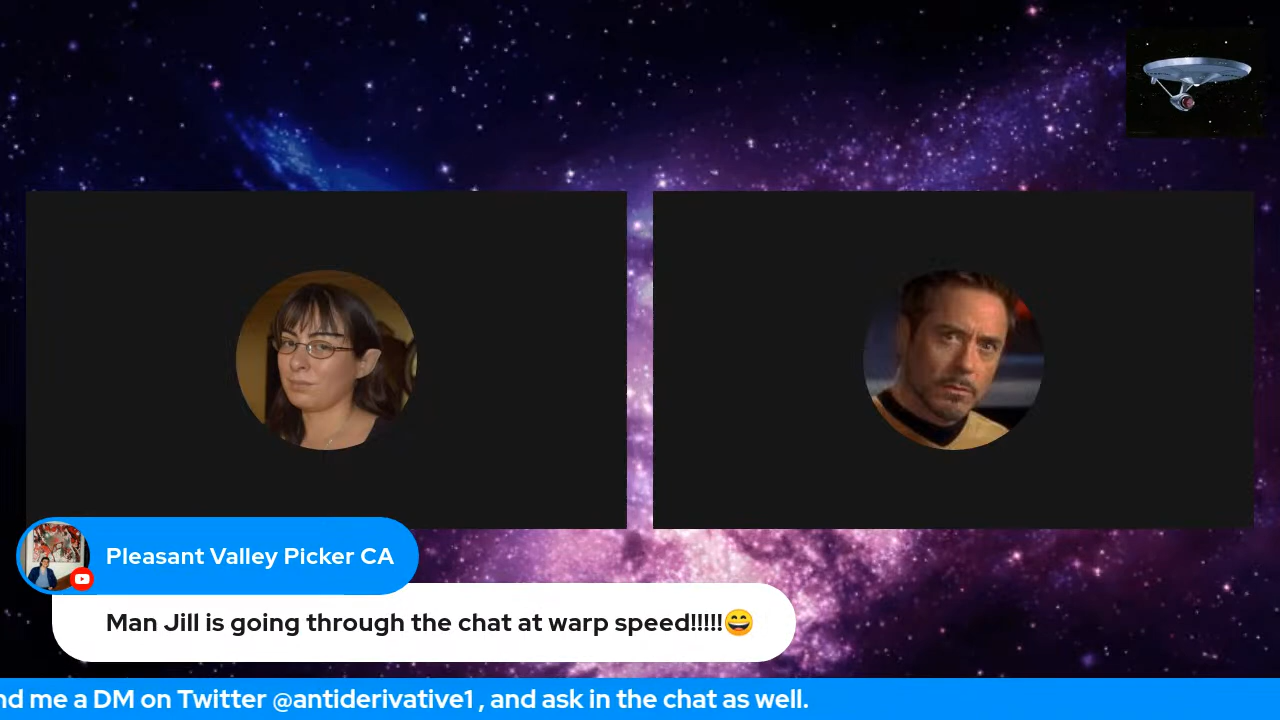 Pleasant Valley Picker CA
Man Jill is going through the chat at warp speed!!!!!😄
nd me a DM on Twitter @antiderivative1 , and ask in the chat as well.